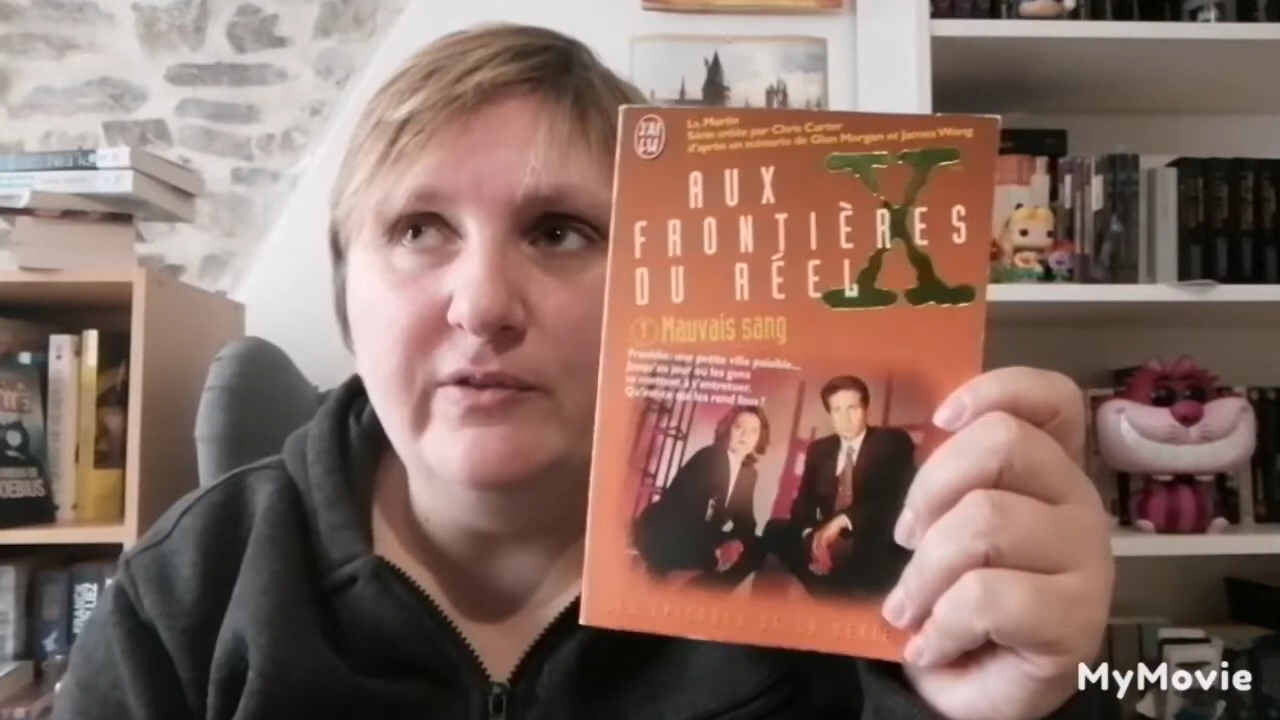 J'AI
LU
Ls. Martin
Série créée par Chris Carter
d'après un scénario de Glen Morgan et James Wong
AUX
FRONTIÈRES
DU RÉEL
X
1 Mauvais sang
Franklin: une petite ville paisible...
Jusqu'au jour où les gens
se mettent à s'entretuer.
Qu'est-ce qui les rend fous ?
MyMovie